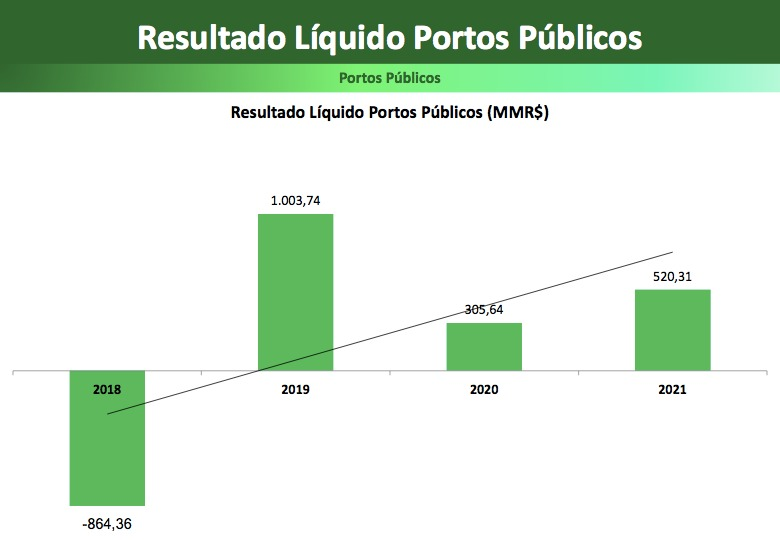 Resultado Líquido Portos Públicos
Portos Públicos
Resultado Líquido Portos Públicos (MMR$)
1.003,74
520,31
305,64
2018
2019
2020
2021
-864,36